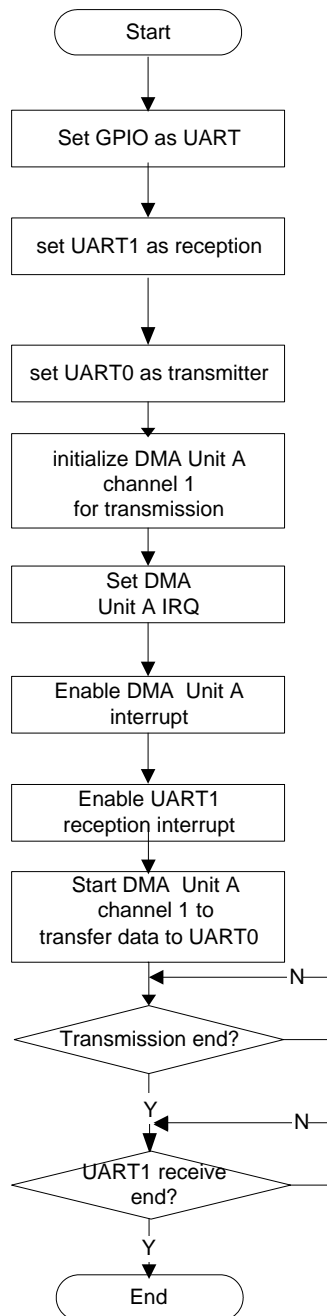 Start
Set GPIO as UART
set UART1 as reception
set UART0 as transmitter
initialize DMA Unit A
channel 1
for transmission
Set DMA
Unit A IRQ
Enable DMA Unit A
interrupt
Enable UART1
reception interrupt
Start DMA Unit A
channel 1 to
transfer data to UART0
N
Transmission end?
Y
N
UART1 receive
end?
Y
End